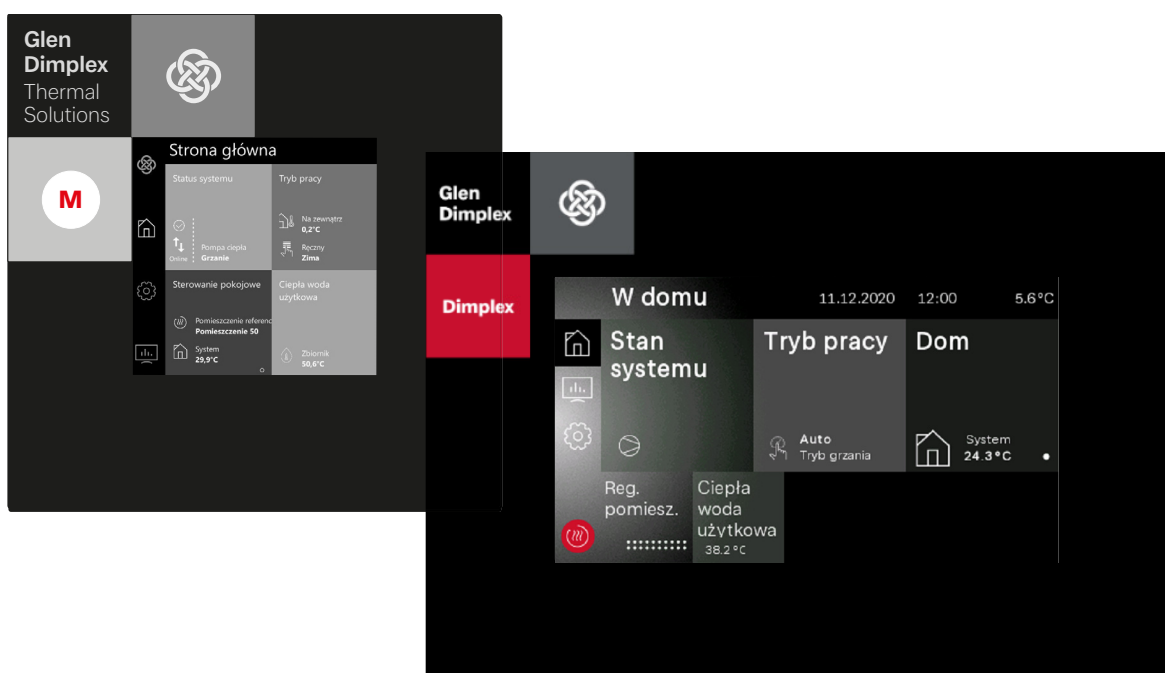 Glen
Dimplex
Thermal
Solutions
M
Strona główna
Status systemu
Online
Pompa ciepła
Grzanie
Tryb pracy
Na zewnątrz
0,2°C
Ręczny
Zima
Sterowanie pokojowe
Pomieszczenie referenc
Pomieszczenie 50
System
29,9°C
Ciepła woda
użytkowa
Zbiornik
50,6°C
Glen
Dimplex
Dimplex
W domu 11.12.2020 12:00 5.6°C
Stan
systemu
Tryb pracy
Auto
Tryb grzania
Dom
System
24.3°C
Reg.
pomiesz.
Ciepła
woda
użytkowa
38.2°C